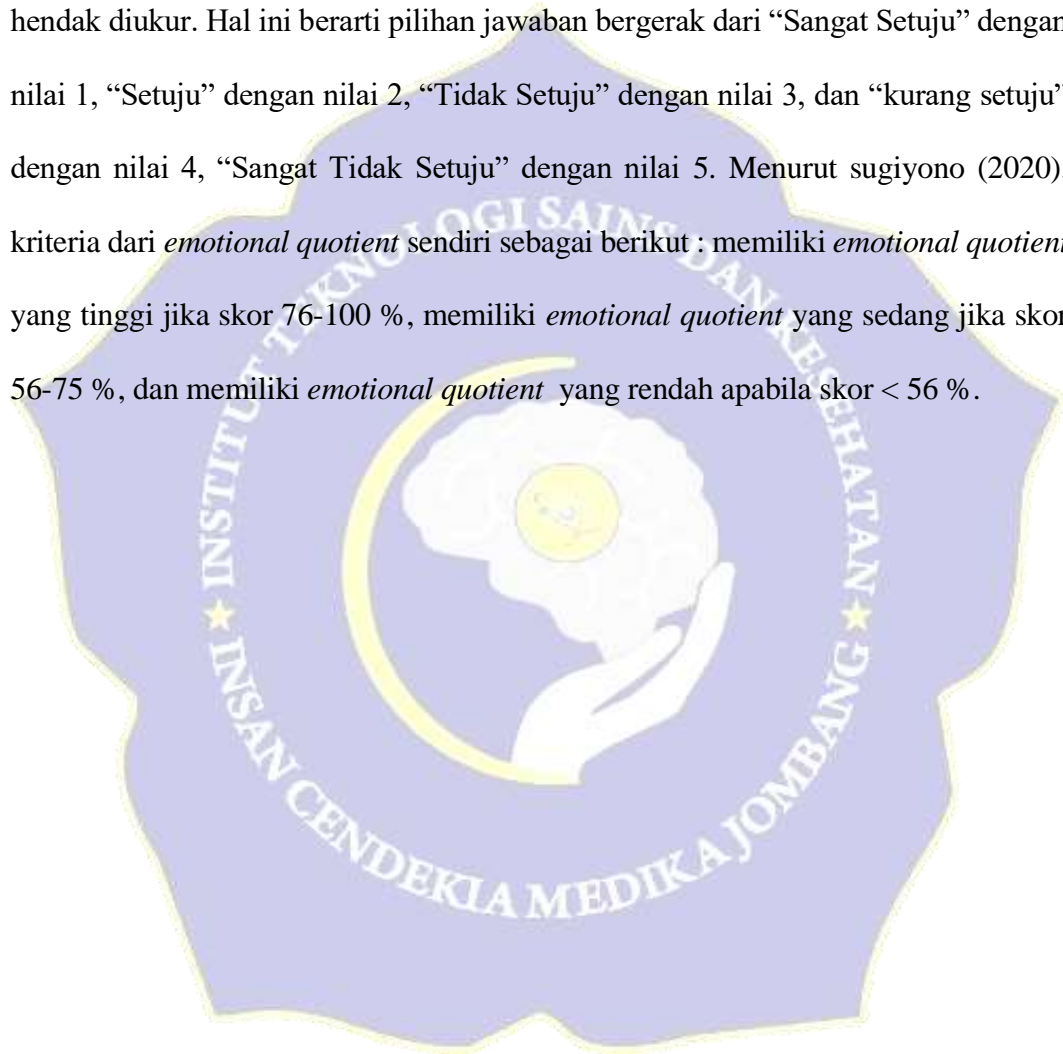 hendak diukur. Hal ini berarti pilihan jawaban bergerak dari “Sangat Setuju” dengan
nilai 1, “Setuju” dengan nilai 2, “Tidak Setuju” dengan nilai 3, dan “kurang setuju”
dengan nilai 4, “Sangat Tidak Setuju” dengan nilai 5. Menurut sugiyono (2020),
kriteria dari emotional quotient sendiri sebagai berikut : memiliki emotional quotient
yang tinggi jika skor 76-100 %, memiliki emotional quotient yang sedang jika skor
56-75 %, dan memiliki emotional quotient yang rendah apabila skor < 56 %.
INSTITUT TEKNOLOGI SAINS DAN KESEHATAN
INSAN CENDEKIA MEDIKA JOMBANG